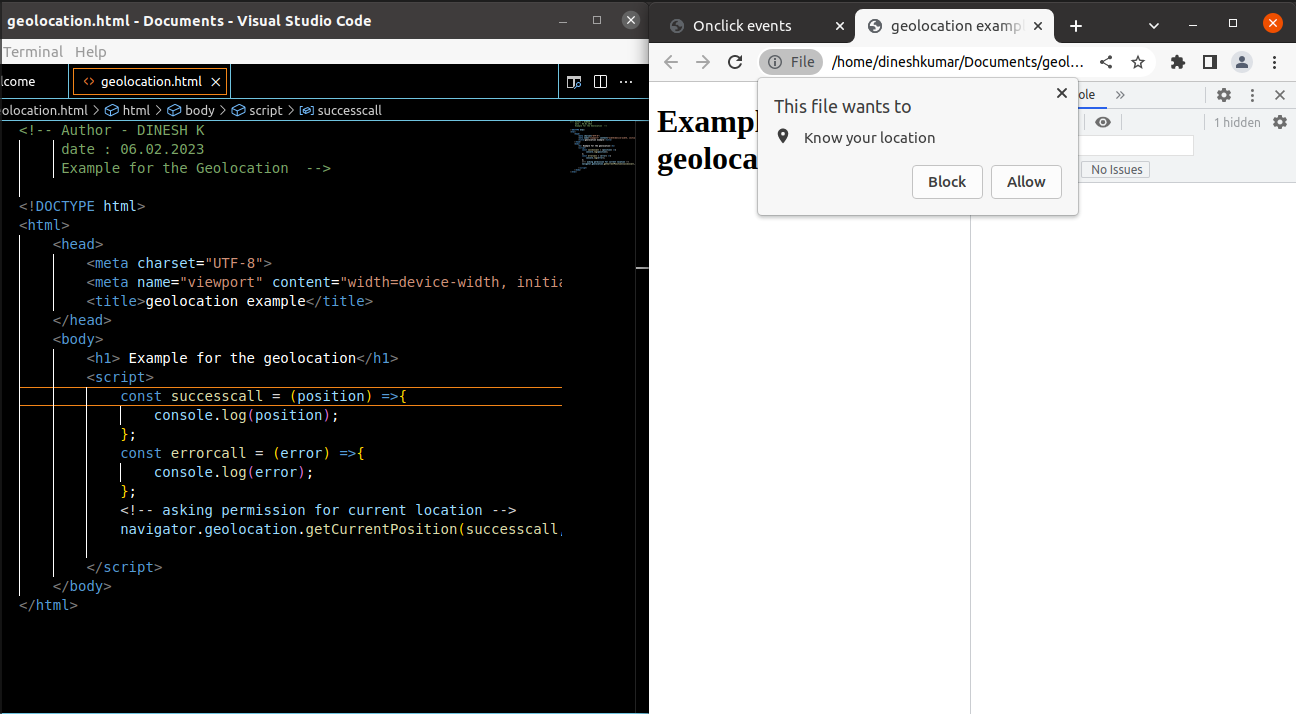 geolocation.html - Documents - Visual Studio Code
Terminal Help
lcome
<> geolocation.html
olocation.html > html > body > script > successcall
<!-- Author - DINESH K
date : 06.02.2023
Example for the Geolocation -->
<!DOCTYPE html>
<html>
<head>
<meta charset="UTF-8">
<meta name="viewport" content="width=device-width, initia
<title>geolocation example</title>
</head>
<body>
<h1> Example for the geolocation</h1>
<script>
const successcall = (position) =>{
console.log(position);
};
const errorcall = (error) =>{
console.log(error);
};
<!-- asking permission for current location -->
navigator.geolocation.getCurrentPosition(successcall,
</script>
</body>
</html>
Onclick events
geolocation examp
File
/home/dineshkumar/Documents/geol...
Exampl
geoloca
This file wants to
Know your location
Block
Allow
ole
1 hidden
No Issues